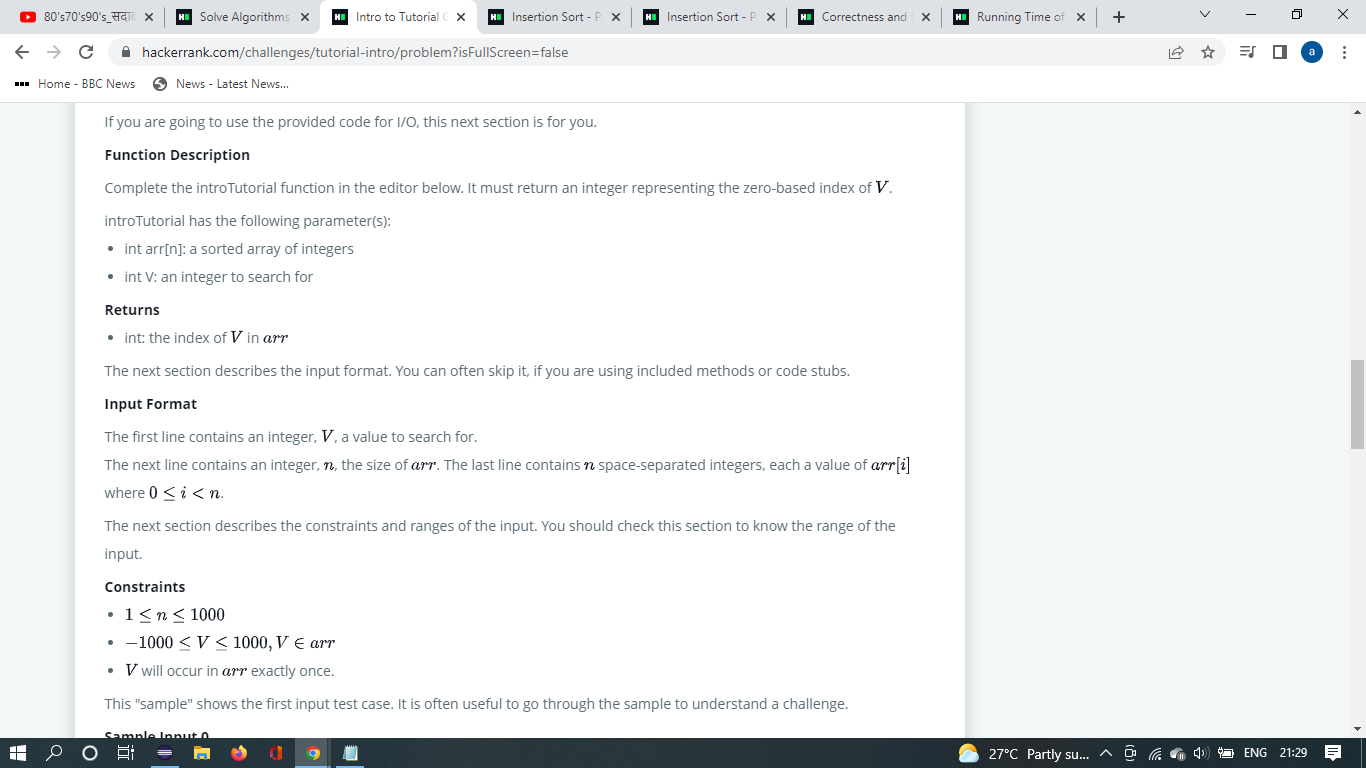 80's70's90's_सदाब
Solve Algorithms
Intro to Tutorial C
Insertion Sort - Pa
Insertion Sort - Pa
Correctness and t
Running Time of
hackerrank.com/challenges/tutorial-intro/problem?isFullScreen=false
a
Home - BBC News
News - Latest News...
If you are going to use the provided code for I/O, this next section is for you.
Function Description
Complete the introTutorial function in the editor below. It must return an integer representing the zero-based index of V.
introTutorial has the following parameter(s):
• int arr[n]: a sorted array of integers
• int V: an integer to search for
Returns
• int: the index of V in arr
The next section describes the input format. You can often skip it, if you are using included methods or code stubs.
Input Format
The first line contains an integer, V, a value to search for.
The next line contains an integer, n, the size of arr. The last line contains n space-separated integers, each a value of arr[i]
where 0 ≤ i < n.
The next section describes the constraints and ranges of the input. You should check this section to know the range of the
input.
Constraints
• 1 ≤ n ≤ 1000
• −1000 ≤ V ≤ 1000, V ∈ arr
• V will occur in arr exactly once.
This "sample" shows the first input test case. It is often useful to go through the sample to understand a challenge.
Sample Input 0
27°C Partly su... ENG 21:29